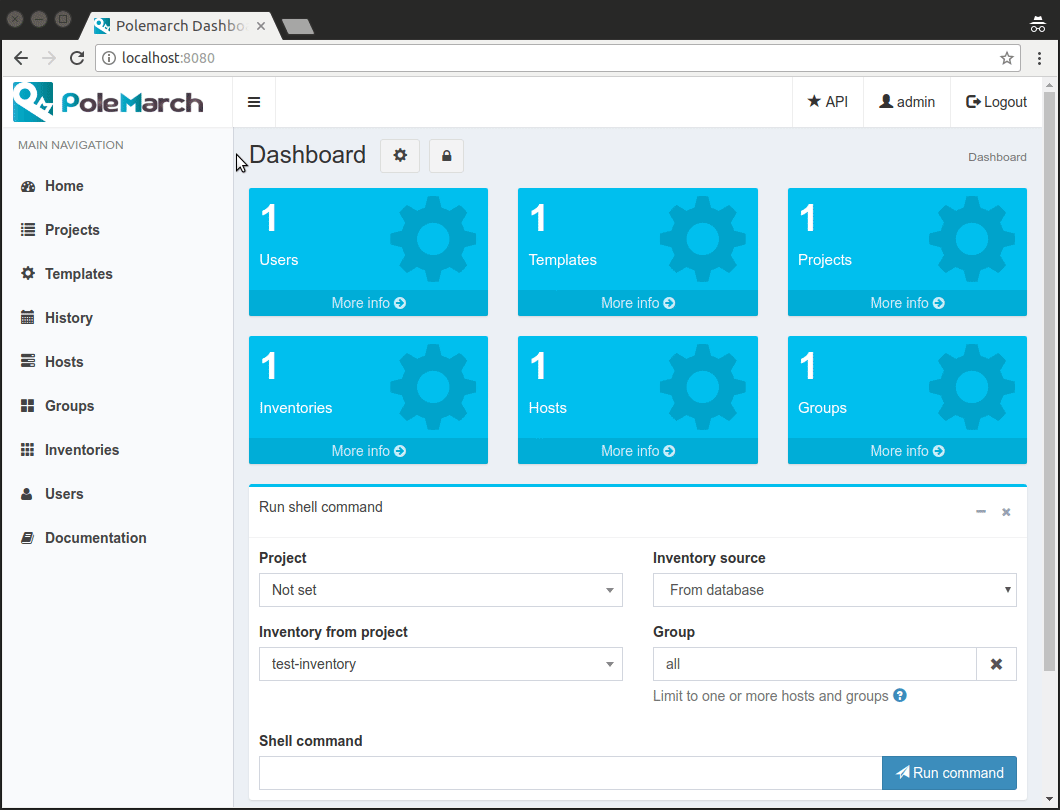 Polemarch Dashbo
localhost:8080
PoleMarch
API
admin
Logout
MAIN NAVIGATION
Home
Projects
Templates
History
Hosts
Groups
Inventories
Users
Documentation
Dashboard
Dashboard
1
Users
More info
1
Templates
More info
1
Projects
More info
1
Inventories
More info
1
Hosts
More info
1
Groups
More info
Run shell command
Project
Not set
Inventory source
From database
Inventory from project
test-inventory
Group
all
Limit to one or more hosts and groups
Shell command
Run command